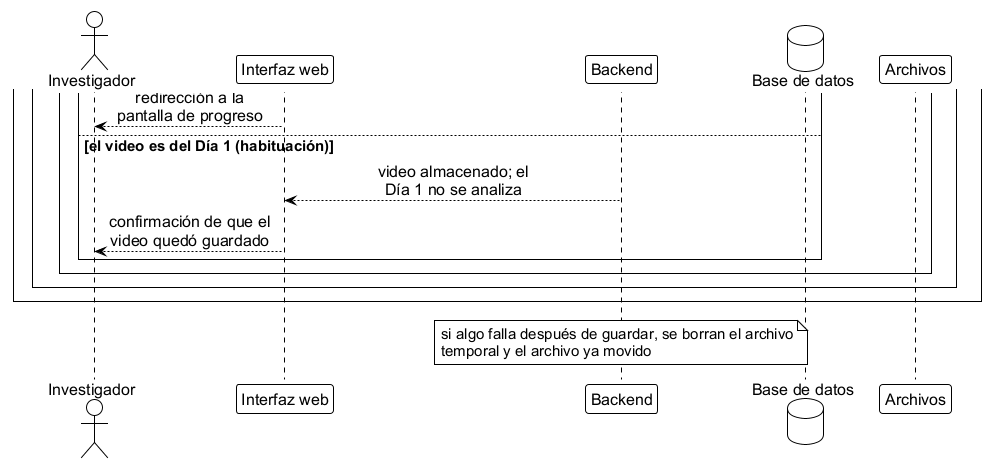 Investigador
Interfaz web
Backend
Base de datos
Archivos
redirección a la
pantalla de progreso
[el video es del Día 1 (habituación)]
video almacenado; el
Día 1 no se analiza
confirmación de que el
video quedó guardado
si algo falla después de guardar, se borran el archivo
temporal y el archivo ya movido
Investigador
Interfaz web
Backend
Base de datos
Archivos